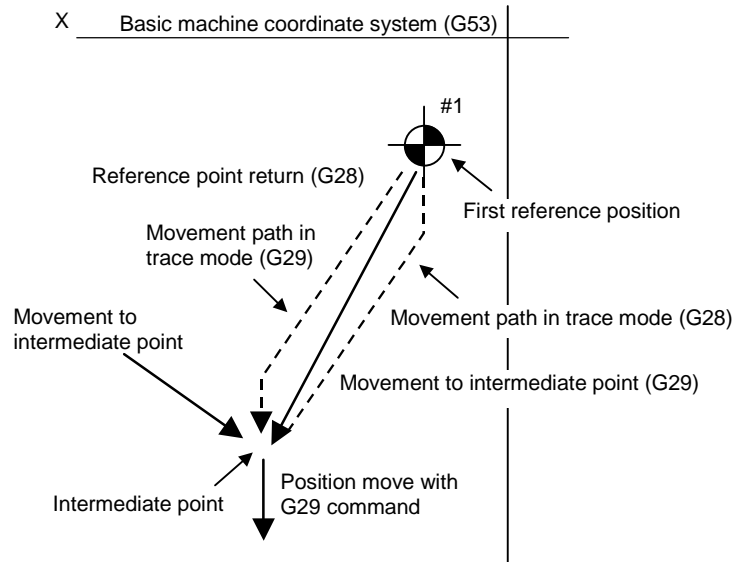 X
Basic machine coordinate system (G53)
#1
Reference point return (G28)
First reference position
Movement path in
trace mode (G29)
Movement path in trace mode (G28)
Movement to
intermediate point
Movement to intermediate point (G29)
Intermediate point
Position move with
G29 command